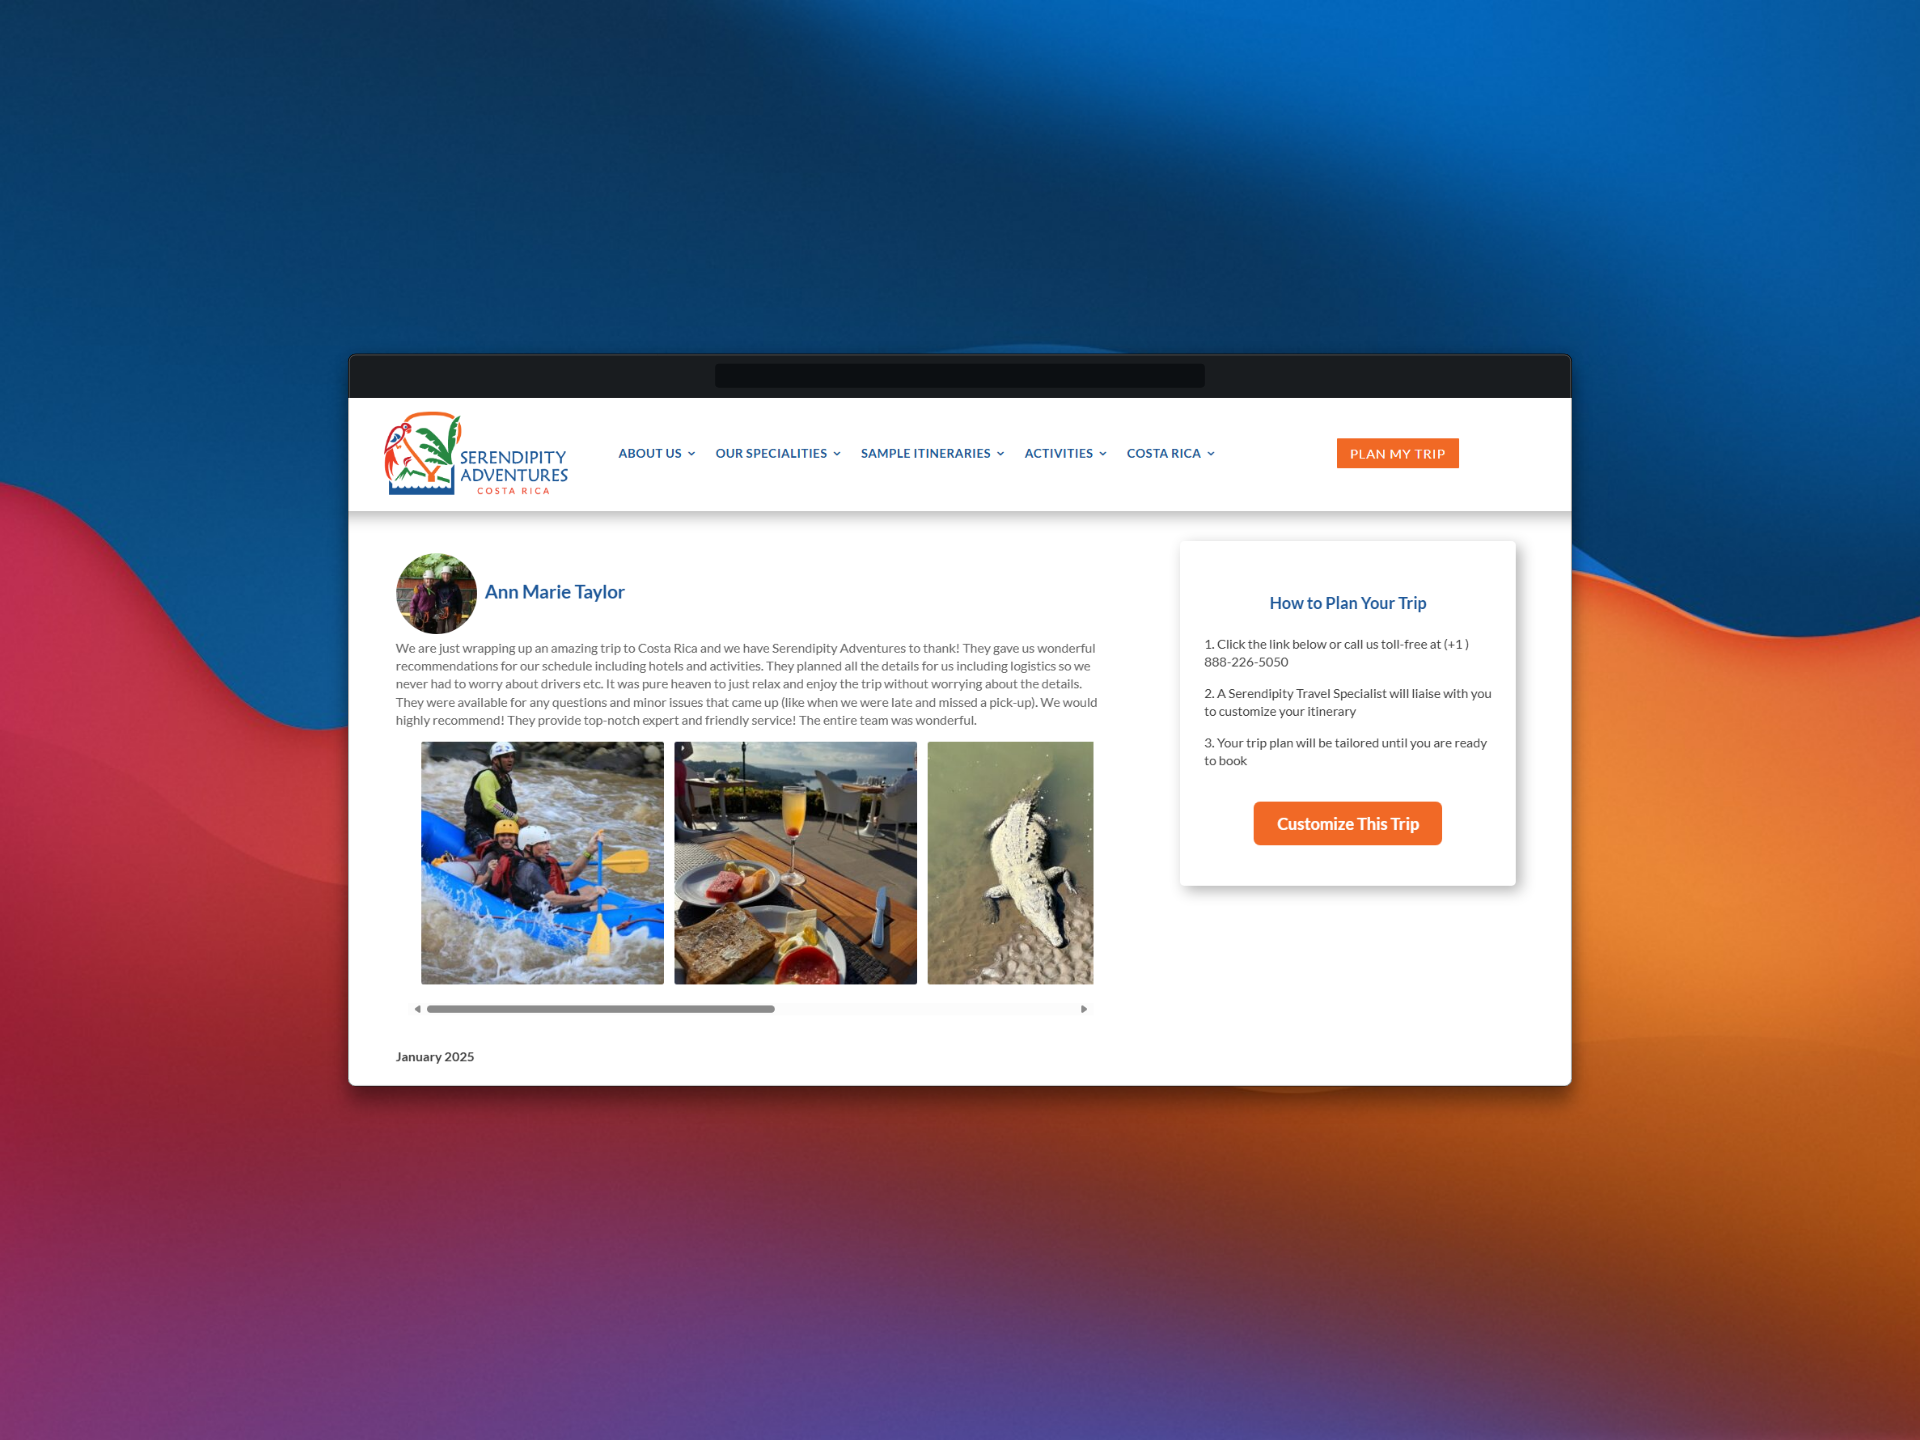 SERENDIPITY
ADVENTURES
COSTA RICA
ABOUT US
OUR SPECIALITIES
SAMPLE ITINERARIES
ACTIVITIES
COSTA RICA
PLAN MY TRIP
Ann Marie Taylor
We are just wrapping up an amazing trip to Costa Rica and we have Serendipity Adventures to thank! They gave us wonderful
recommendations for our schedule including hotels and activities. They planned all the details for us including logistics so we
never had to worry about drivers etc. It was pure heaven to just relax and enjoy the trip without worrying about the details.
They were available for any questions and minor issues that came up (like when we were late and missed a pick-up). We would
highly recommend! They provide top-notch expert and friendly service! The entire team was wonderful.
January 2025
How to Plan Your Trip
1. Click the link below or call us toll-free at (+1 )
888-226-5050
2. A Serendipity Travel Specialist will liaise with you
to customize your itinerary
3. Your trip plan will be tailored until you are ready
to book
Customize This Trip